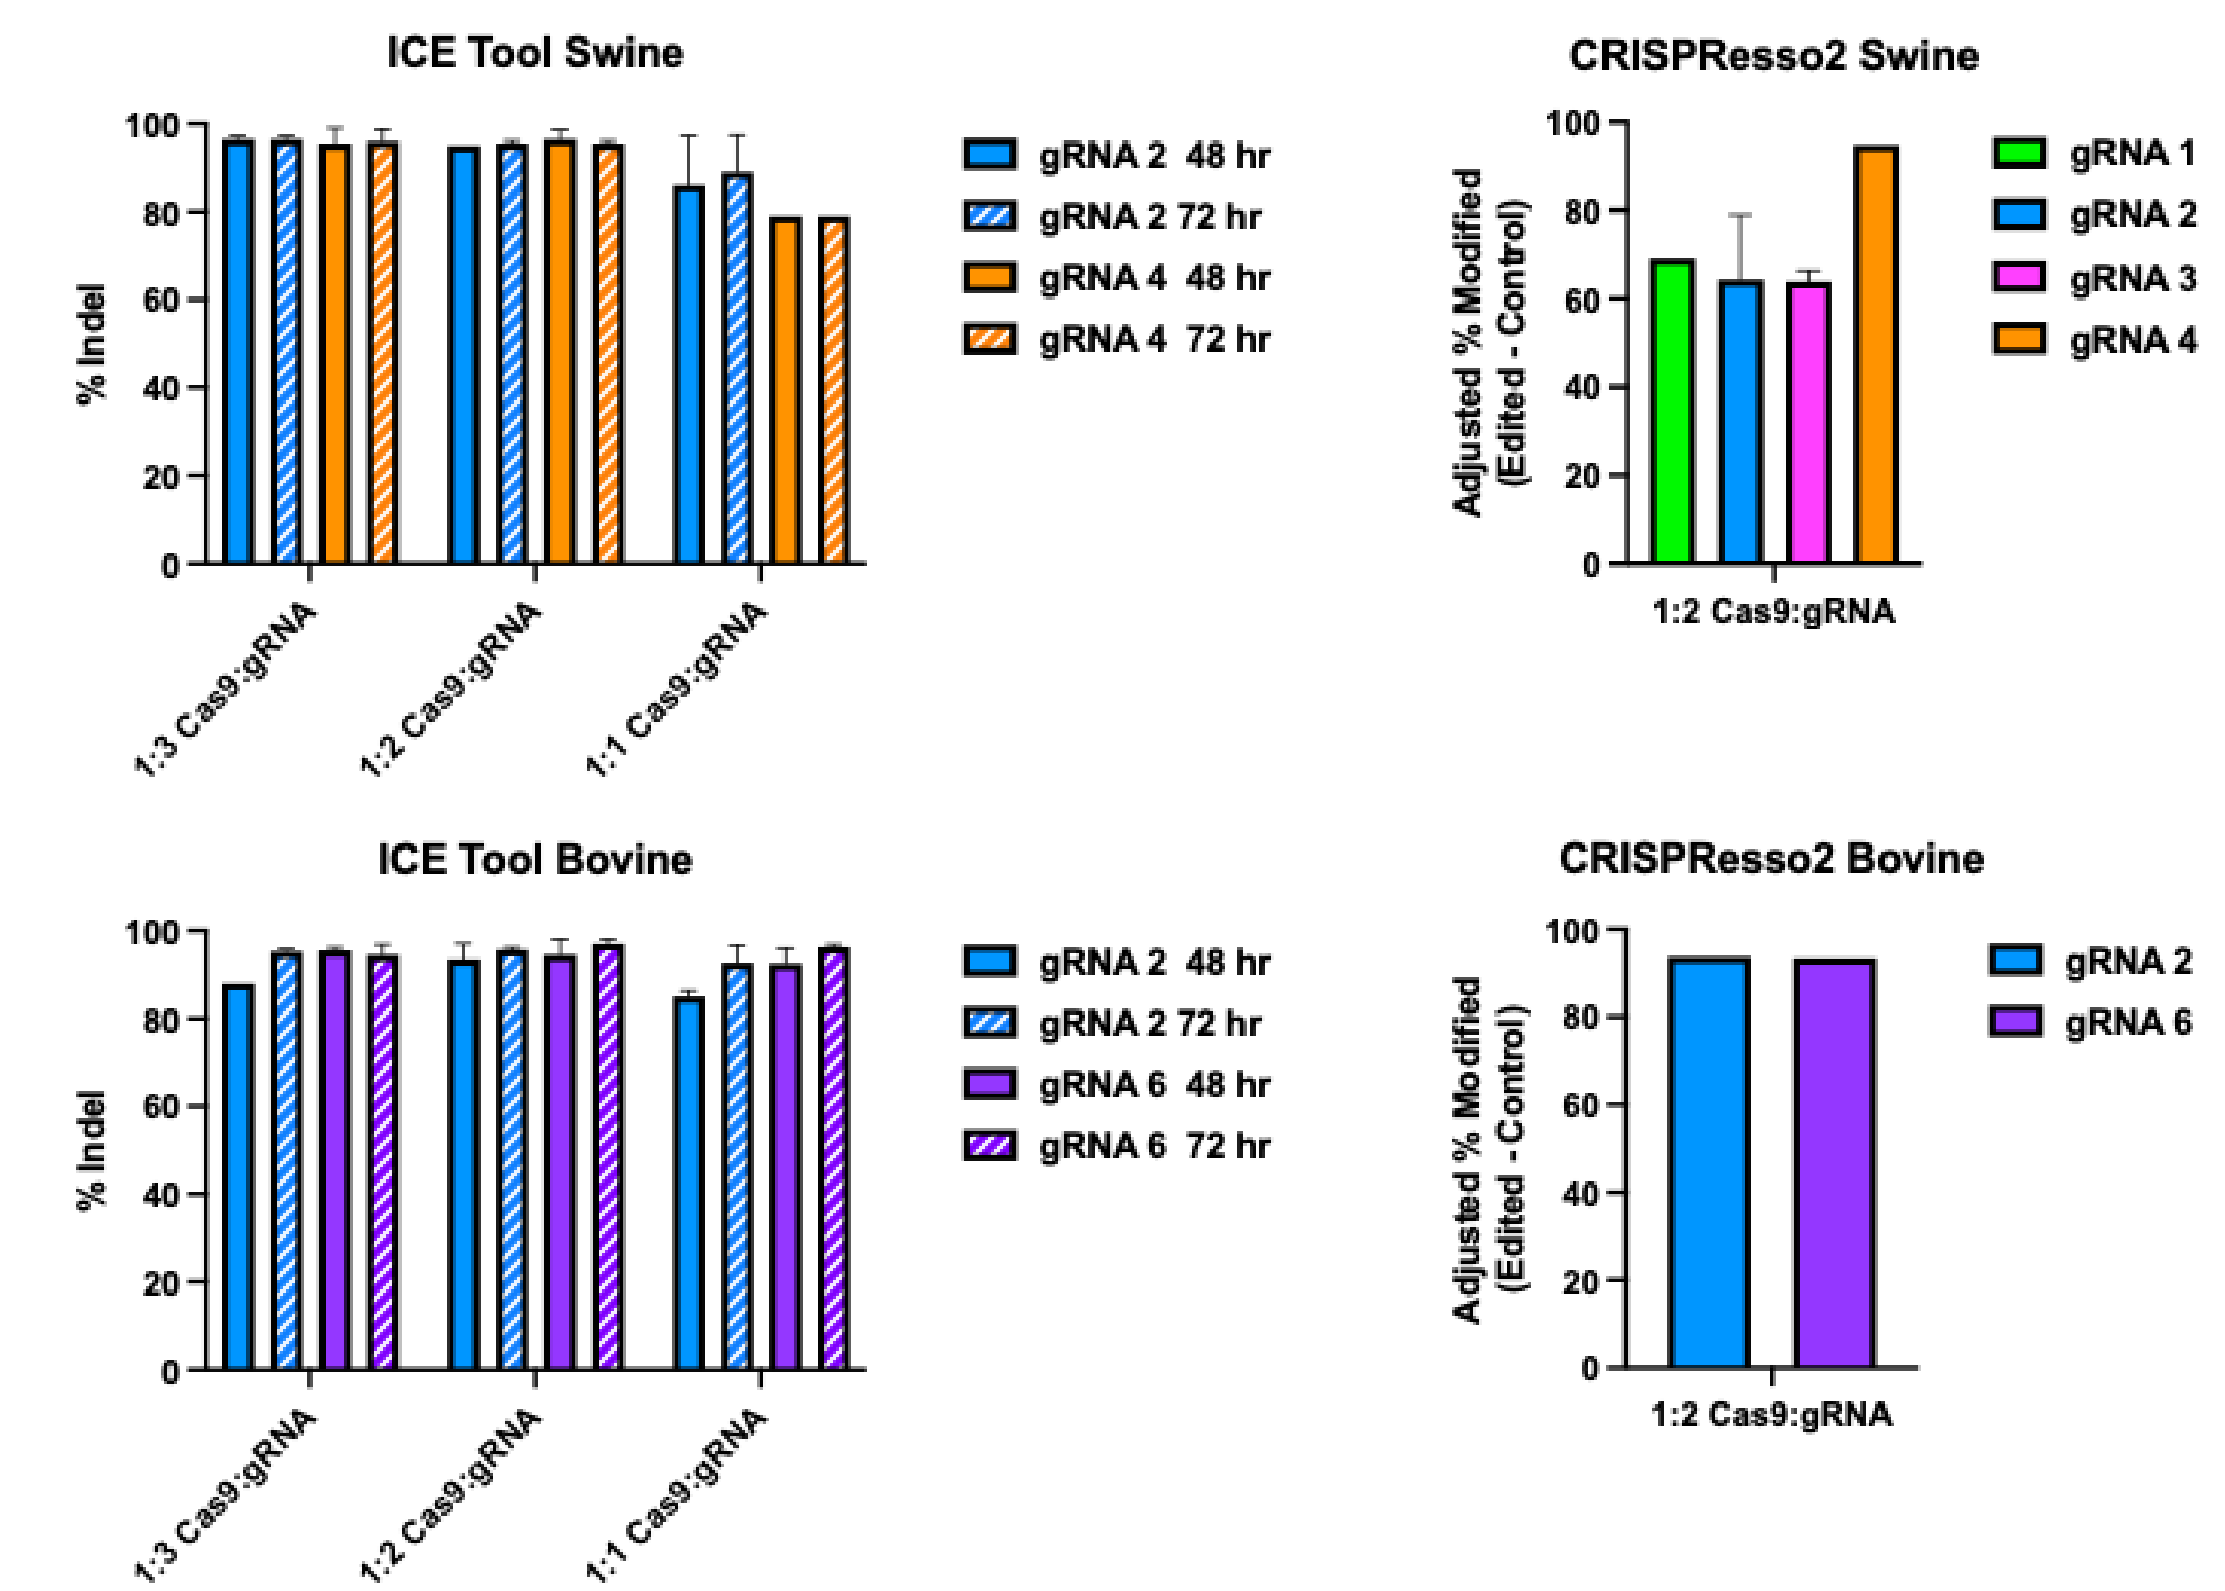 ICE Tool Swine
% Indel
100
80
60
40
20
0
1:3 Cas9:gRNA
1:2 Cas9:gRNA
1:1 Cas9:gRNA
gRNA 2 48 hr
gRNA 2 72 hr
gRNA 4 48 hr
gRNA 4 72 hr
CRISPResso2 Swine
Adjusted % Modified
(Edited - Control)
100
80
60
40
20
0
1:2 Cas9:gRNA
gRNA 1
gRNA 2
gRNA 3
gRNA 4
ICE Tool Bovine
% Indel
100
80
60
40
20
0
1:3 Cas9:gRNA
1:2 Cas9:gRNA
1:1 Cas9:gRNA
gRNA 2 48 hr
gRNA 2 72 hr
gRNA 6 48 hr
gRNA 6 72 hr
CRISPResso2 Bovine
Adjusted % Modified
(Edited - Control)
100
80
60
40
20
0
1:2 Cas9:gRNA
gRNA 2
gRNA 6